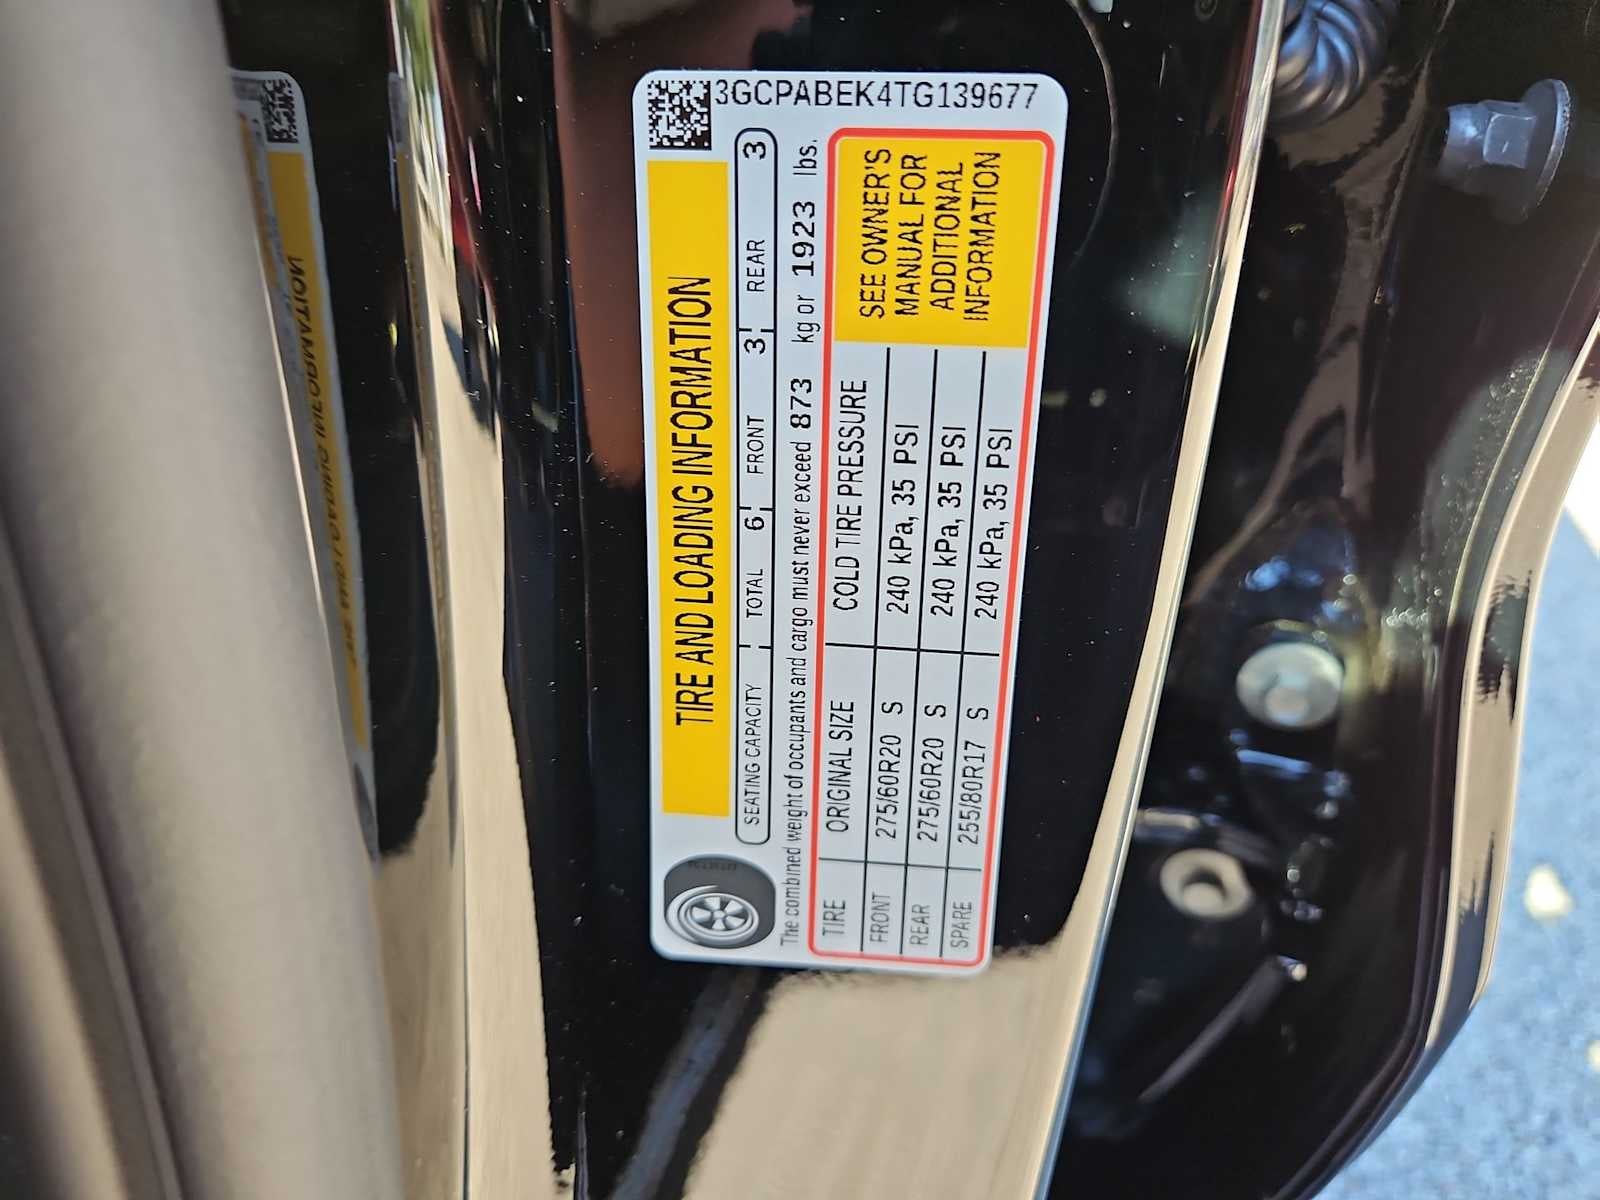 3GCPABEK4TG139677
TIRE AND LOADING INFORMATION
SEATING CAPACITY TOTAL 6 FRONT 3 REAR 3
The combined weight of occupants and cargo must never exceed 873 kg or 1923 lbs.
TIRE ORIGINAL SIZE COLD TIRE PRESSURE
FRONT 275/60R20 S 240 kPa, 35 PSI
REAR 275/60R20 S 240 kPa, 35 PSI
SPARE 255/80R17 S 240 kPa, 35 PSI
SEE OWNER'S
MANUAL FOR
ADDITIONAL
INFORMATION